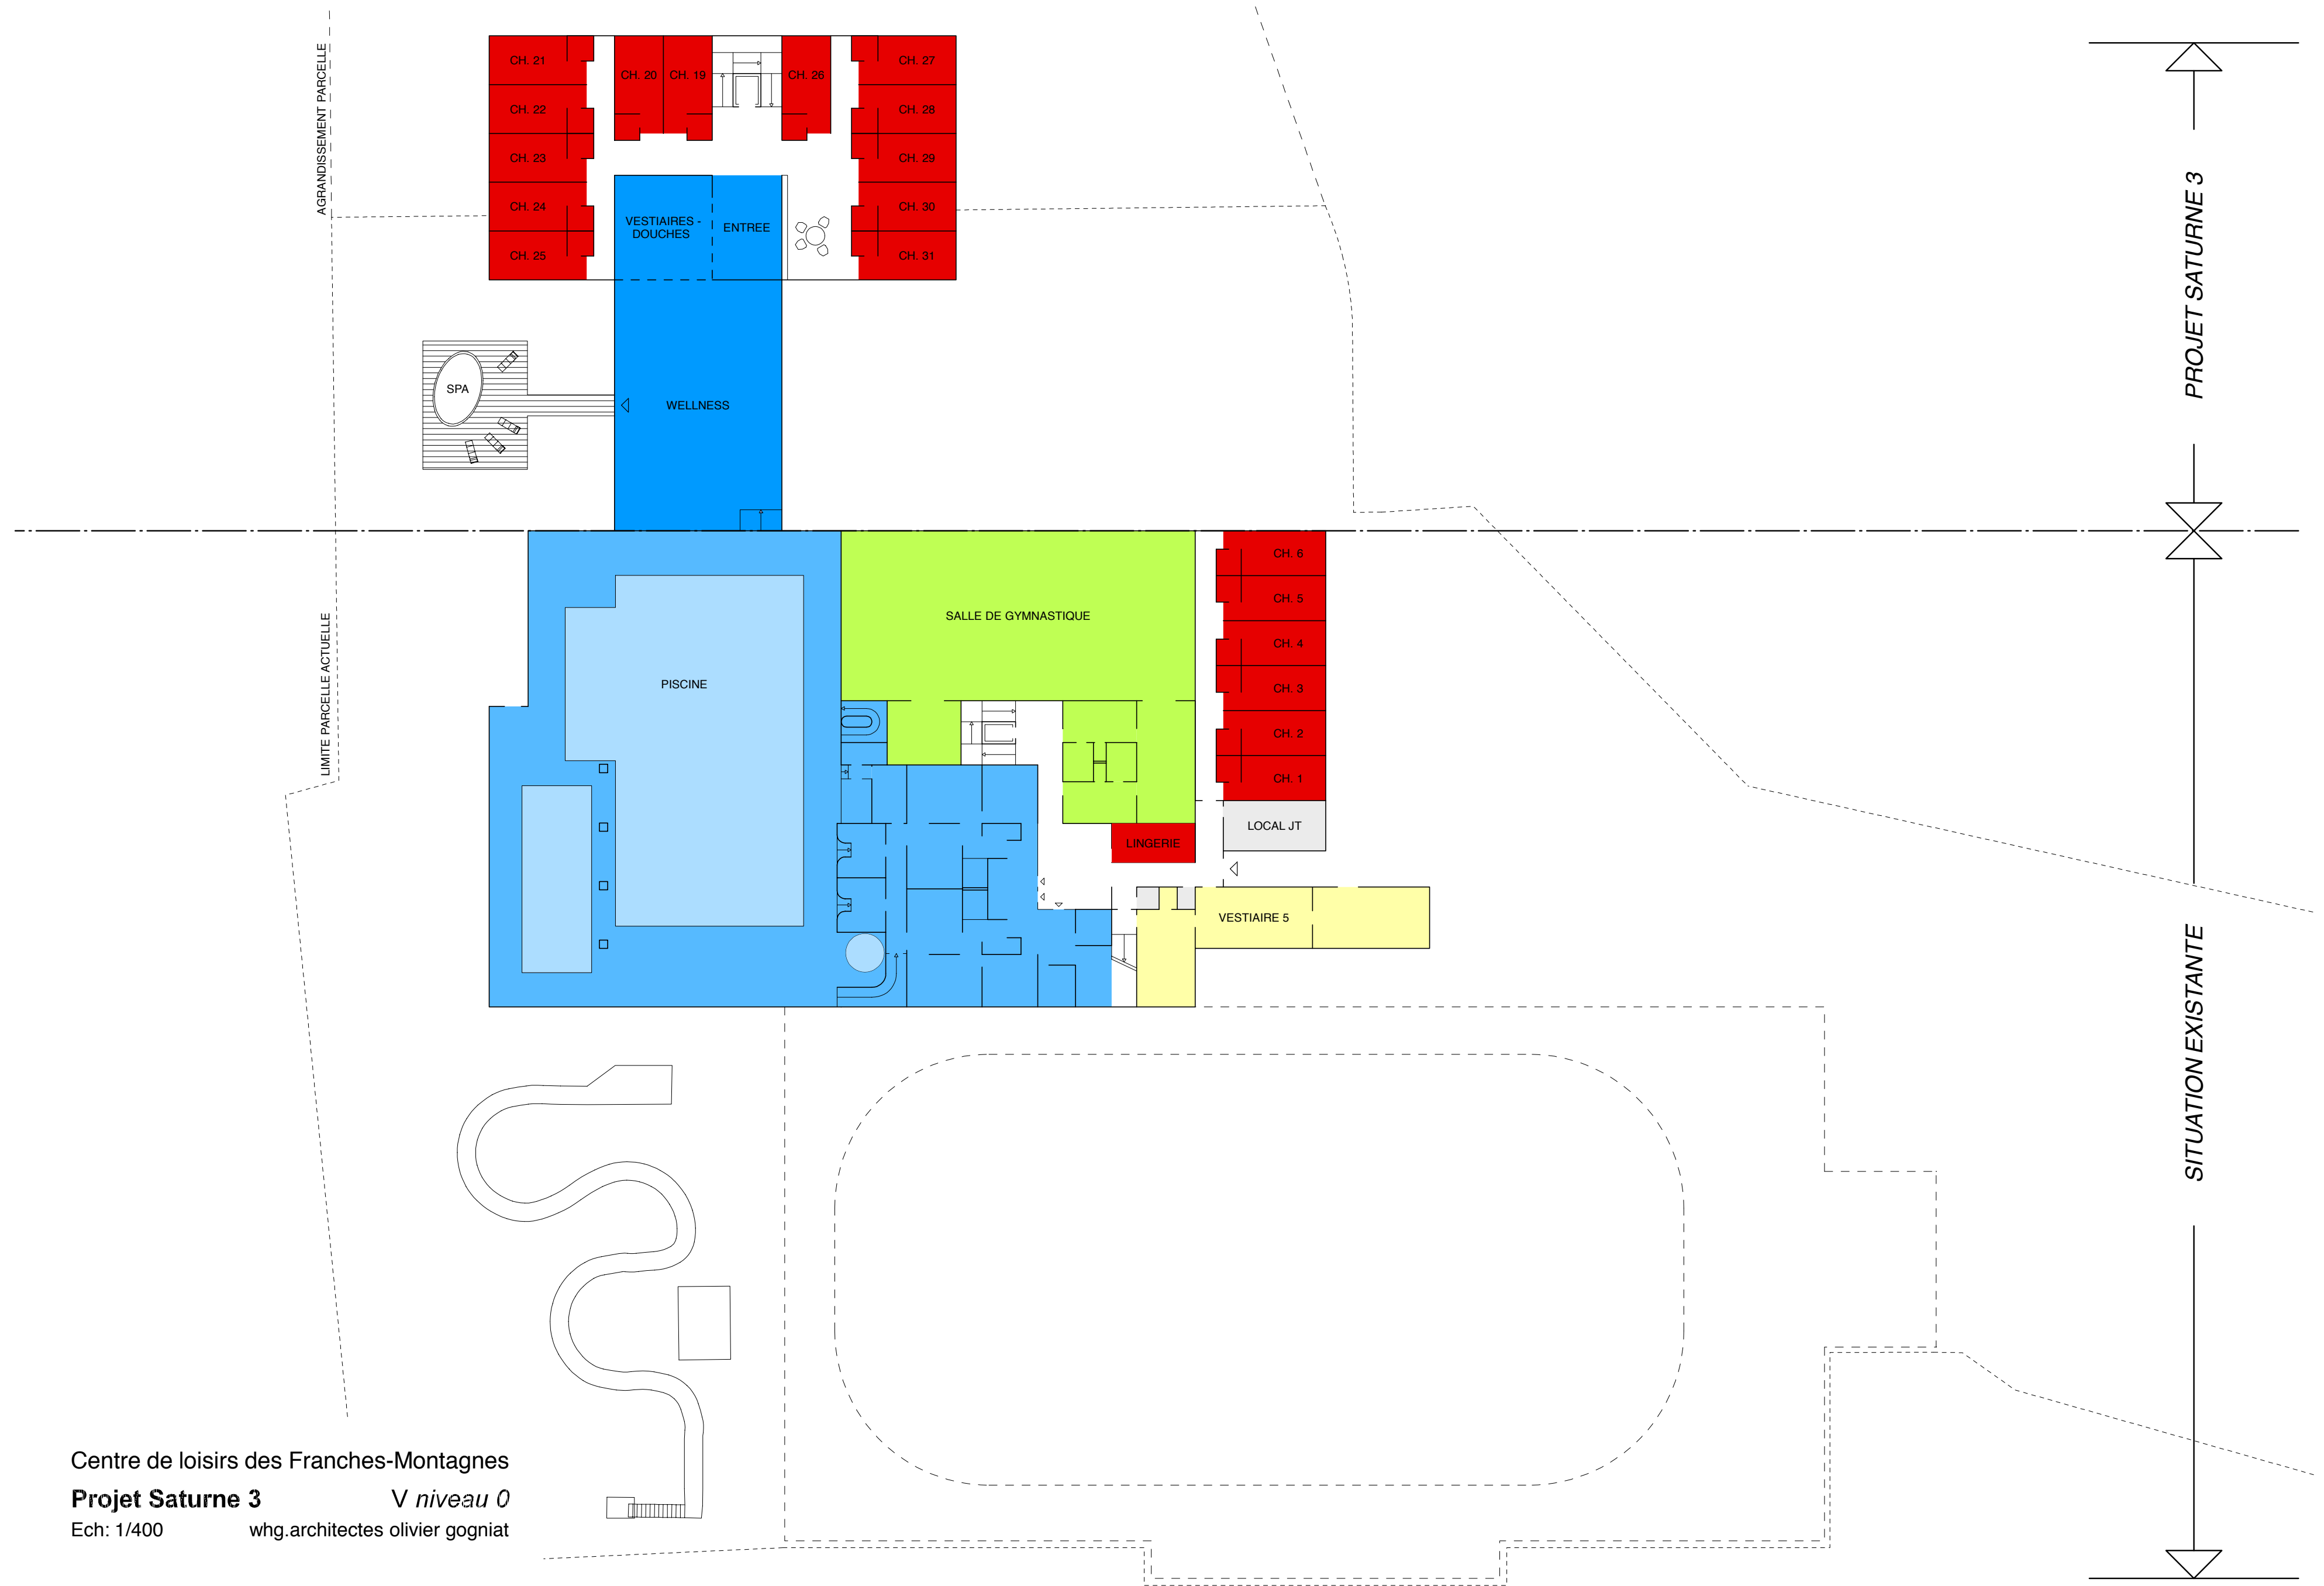 AGRANDISSEMENT PARCELLE
CH. 21
CH. 22
CH. 23
CH. 24
CH. 25
CH. 20
CH. 19
CH. 26
CH. 27
CH. 28
CH. 29
CH. 30
CH. 31
VESTIAIRES -
DOUCHES
ENTREE
SPA
WELLNESS
PROJET SATURNE 3
LIMITE PARCELLE ACTUELLE
PISCINE
SALLE DE GYMNASTIQUE
CH. 6
CH. 5
CH. 4
CH. 3
CH. 2
CH. 1
LOCAL JT
LINGERIE
VESTIAIRE 5
SITUATION EXISTANTE
Centre de loisirs des Franches-Montagnes
Projet Saturne 3 V niveau 0
Ech: 1/400 whg.architectes olivier gogniat